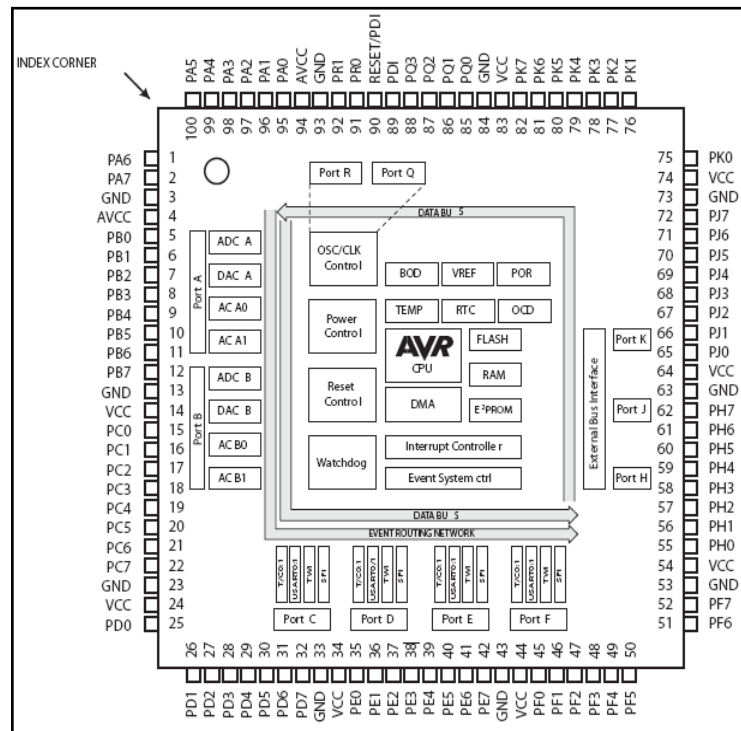 INDEX CORNER
PA5
PA4
PA3
PA2
PA1
PA0
AVCC
GND
PR1
PR0
RESET/PDI
PDI
PQ3
PQ2
PQ1
PQ0
GND
VCC
PK7
PK6
PK5
PK4
PK3
PK2
PK1
100
99
98
97
96
95
94
93
92
91
90
89
88
87
86
85
84
83
82
81
80
79
78
77
76
PA6 1
PA7 2
GND 3
AVCC 4
PB0 5
PB1 6
PB2 7
PB3 8
PB4 9
PB5 10
PB6 11
PB7 12
GND 13
VCC 14
PC0 15
PC1 16
PC2 17
PC3 18
PC4 19
PC5 20
PC6 21
PC7 22
GND 23
VCC 24
PD0 25
Port R
Port Q
DATA BU S
Port A
ADC A
DAC A
AC A0
AC A1
Port B
ADC B
DAC B
AC B0
AC B1
OSC/CLK
Control
Power
Control
Reset
Control
Watchdog
BOD
VREF
POR
TEMP
RTC
OCD
AVR
CPU
FLASH
RAM
DMA
E²PROM
Interrupt Controlle r
Event System ctrl
DATA BU S
EVENT ROUTING NETWORK
External Bus Interface
Port K
Port J
Port H
T/C0:1
USART0:1
TWI
SPI
T/C0:1
USART0/1
TWI
SPI
T/C0:1
USART0:1
TWI
SPI
T/C0:1
USART0:1
TWI
SPI
Port C
Port D
Port E
Port F
75 PK0
74 VCC
73 GND
72 PJ7
71 PJ6
70 PJ5
69 PJ4
68 PJ3
67 PJ2
66 PJ1
65 PJ0
64 VCC
63 GND
62 PH7
61 PH6
60 PH5
59 PH4
58 PH3
57 PH2
56 PH1
55 PH0
54 VCC
53 GND
52 PF7
51 PF6
26
27
28
29
30
31
32
33
34
35
36
37
38
39
40
41
42
43
44
45
46
47
48
49
50
PD1
PD2
PD3
PD4
PD5
PD6
PD7
GND
VCC
PE0
PE1
PE2
PE3
PE4
PE5
PE6
PE7
GND
VCC
PF0
PF1
PF2
PF3
PF4
PF5